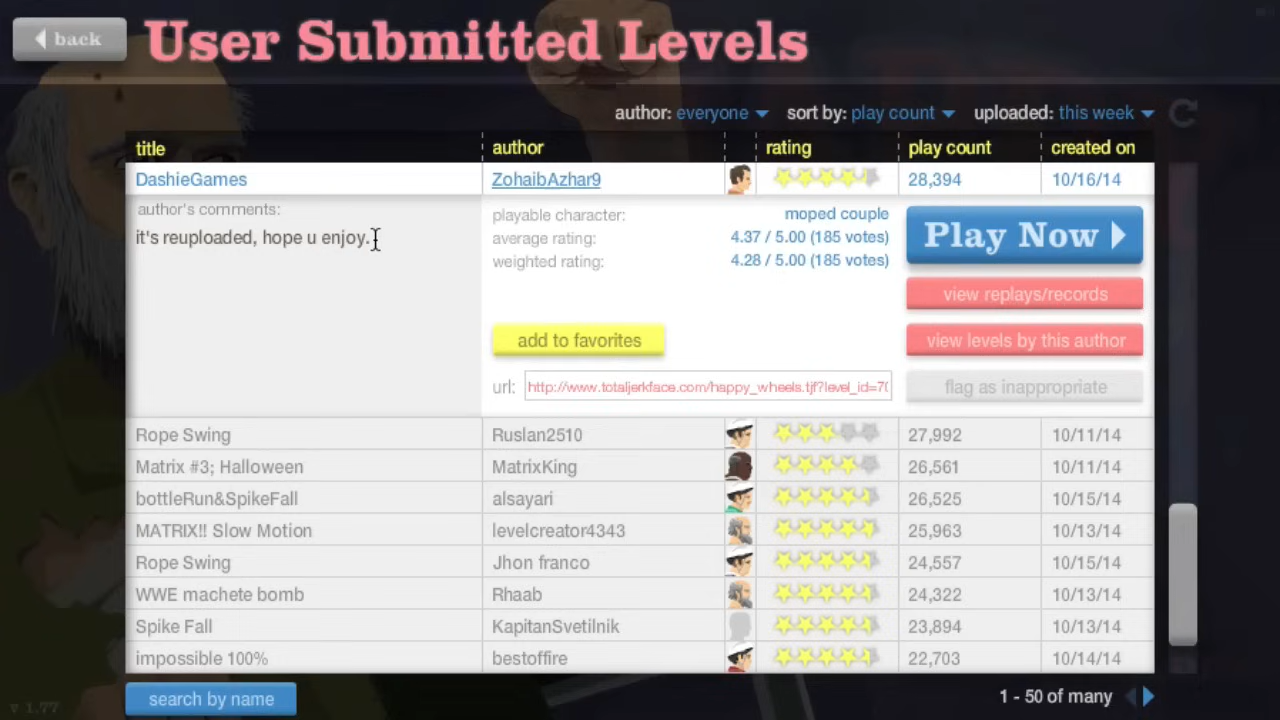 back
User Submitted Levels
author: everyone sort by: play count uploaded: this week
title author rating play count created on
DashieGames ZohaibAzhar9 28,394 10/16/14
author's comments:
it's reuploaded, hope u enjoy.
playable character: moped couple
average rating: 4.37 / 5.00 (185 votes)
weighted rating: 4.28 / 5.00 (185 votes)
Play Now
view replays/records
add to favorites
view levels by this author
url: http://www.totaljerkface.com/happy_wheels.tjf?level_id=7(
flag as inappropriate
Rope Swing Ruslan2510 27,992 10/11/14
Matrix #3; Halloween MatrixKing 26,561 10/11/14
bottleRun&SpikeFall alsayari 26,525 10/15/14
MATRIX!! Slow Motion levelcreator4343 25,963 10/13/14
Rope Swing Jhon franco 24,557 10/15/14
WWE machete bomb Rhaab 24,322 10/13/14
Spike Fall KapitanSvetilnik 23,894 10/13/14
impossible 100% bestoffire 22,703 10/14/14
search by name
1 - 50 of many
v 1.77